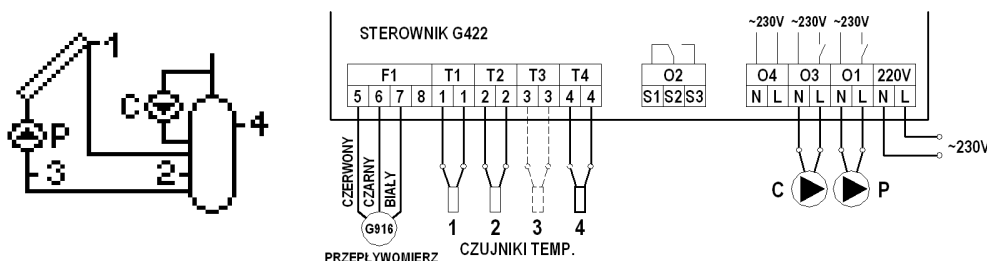 1
C
4
P
3
2
STEROWNIK G422
~230V ~230V ~230V
F1 T1 T2 T3 T4 O2 O4 O3 O1 220V
5 6 7 8 1 1 2 2 3 3 4 4 S1 S2 S3 N L N L N L N L
CZERWONY
CZARNY
BIAŁY
~230V
C P
G916
1 2 3 4
PRZEPŁYWOMIERZ
CZUJNIKI TEMP.